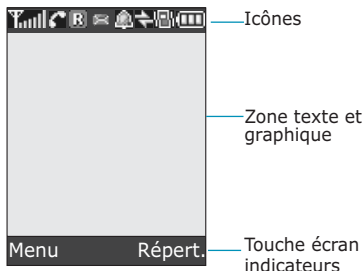 R
Icônes
Zone texte et
graphique
Menu Répert.
Touche écran
indicateurs